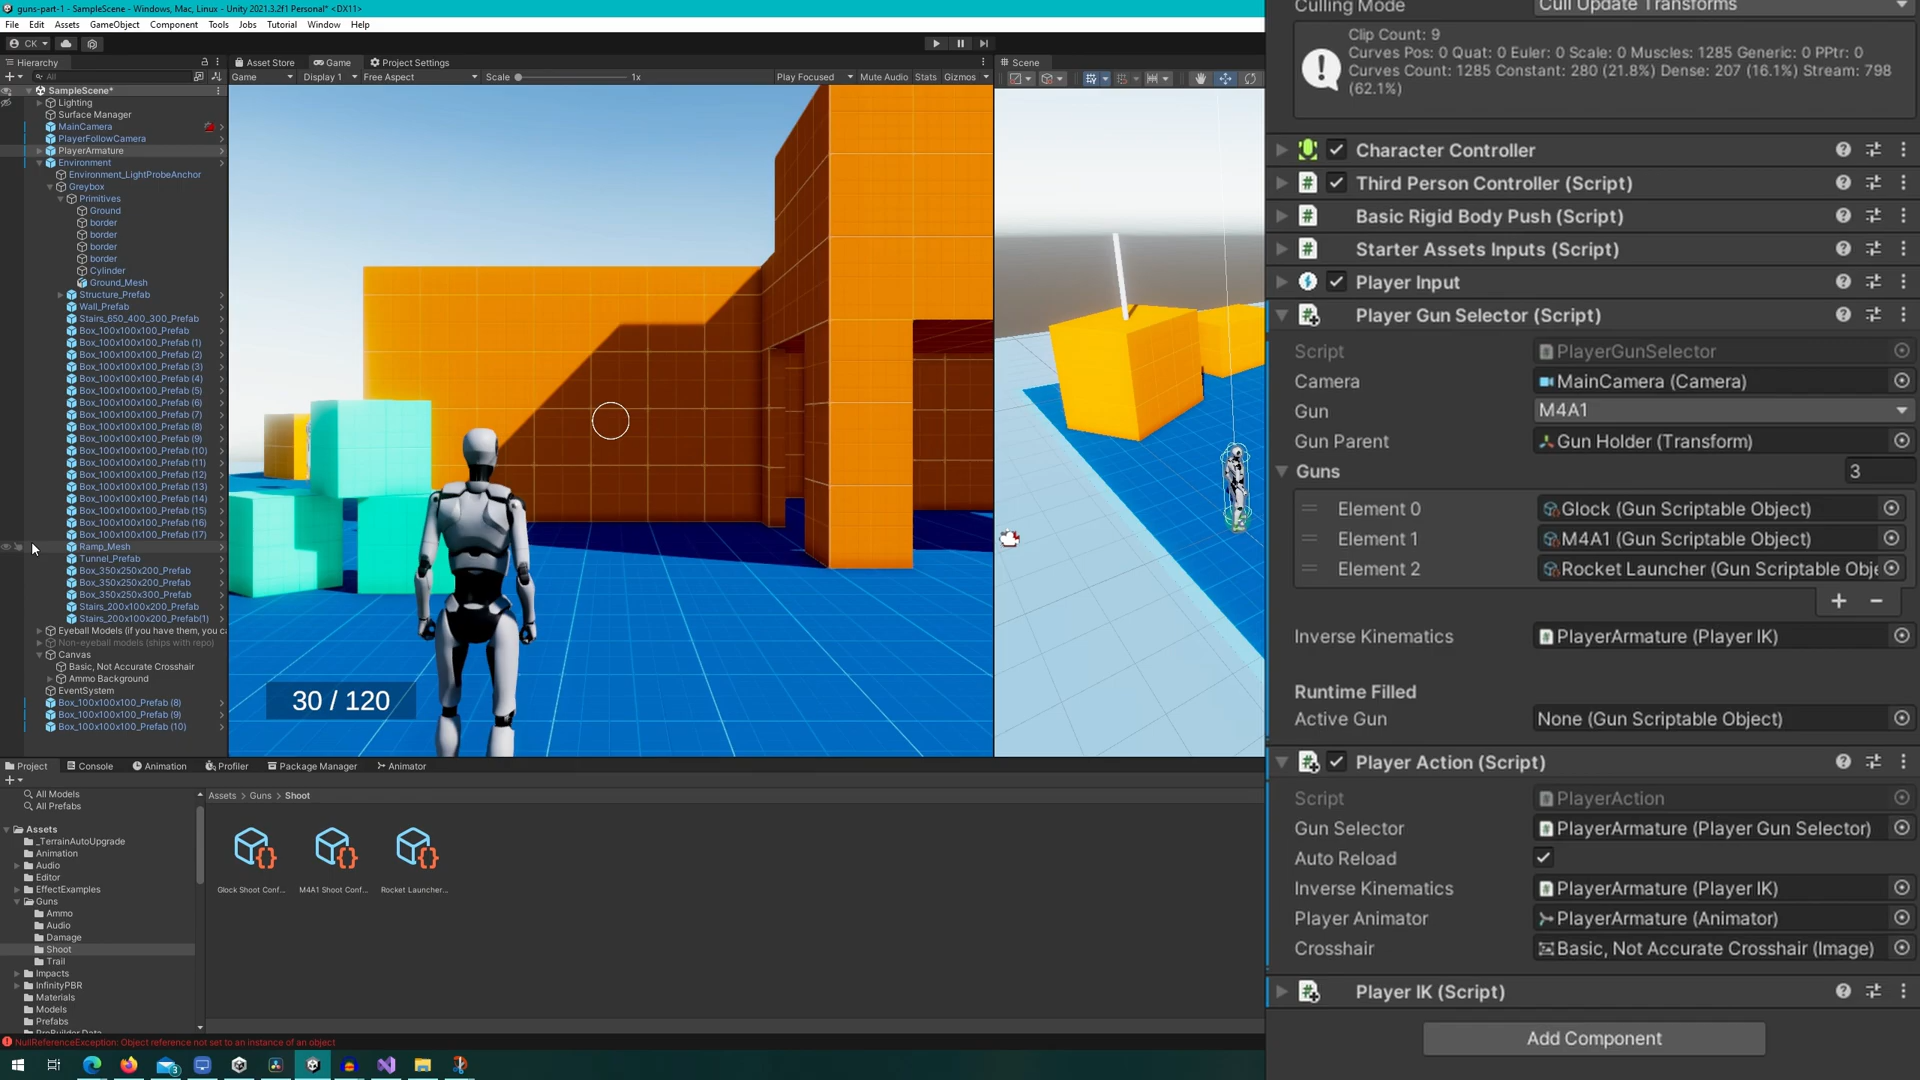 guns-part-1 - SampleScene - Windows, Mac, Linux - Unity 2021.3.2f1 Personal* <DX11>
File Edit Assets GameObject Component Tools Jobs Tutorial Window Help
CK
Hierarchy
All
SampleScene*
Lighting
Surface Manager
MainCamera
PlayerFollowCamera
PlayerArmature
Environment
Environment_LightProbeAnchor
Greybox
Primitives
Ground
border
border
border
border
Cylinder
Ground_Mesh
Structure_Prefab
Wall_Prefab
Stairs_650_400_300_Prefab
Box_100x100x100_Prefab
Box_100x100x100_Prefab (1)
Box_100x100x100_Prefab (2)
Box_100x100x100_Prefab (3)
Box_100x100x100_Prefab (4)
Box_100x100x100_Prefab (5)
Box_100x100x100_Prefab (6)
Box_100x100x100_Prefab (7)
Box_100x100x100_Prefab (8)
Box_100x100x100_Prefab (9)
Box_100x100x100_Prefab (10)
Box_100x100x100_Prefab (11)
Box_100x100x100_Prefab (12)
Box_100x100x100_Prefab (13)
Box_100x100x100_Prefab (14)
Box_100x100x100_Prefab (15)
Box_100x100x100_Prefab (16)
Box_100x100x100_Prefab (17)
Ramp_Mesh
Tunnel_Prefab
Box_350x250x200_Prefab
Box_350x250x200_Prefab
Box_350x250x300_Prefab
Stairs_200x100x200_Prefab
Stairs_200x100x200_Prefab(1)
Eyeball Models (if you have them, you ca
Non-eyeball models (ships with repo)
Canvas
Basic, Not Accurate Crosshair
Ammo Background
EventSystem
Box_100x100x100_Prefab (8)
Box_100x100x100_Prefab (9)
Box_100x100x100_Prefab (10)
Asset Store Game Project Settings
Game Display 1 Free Aspect Scale 1x Play Focused Mute Audio Stats Gizmos
30 / 120
Scene
Culling Mode Cull Update Transforms
Clip Count: 9
Curves Pos: 0 Quat: 0 Euler: 0 Scale: 0 Muscles: 1285 Generic: 0 PPtr: 0
Curves Count: 1285 Constant: 280 (21.8%) Dense: 207 (16.1%) Stream: 798
(62.1%)
Character Controller
Third Person Controller (Script)
Basic Rigid Body Push (Script)
Starter Assets Inputs (Script)
Player Input
Player Gun Selector (Script)
Script PlayerGunSelector
Camera MainCamera (Camera)
Gun M4A1
Gun Parent Gun Holder (Transform)
Guns 3
Element 0 Glock (Gun Scriptable Object)
Element 1 M4A1 (Gun Scriptable Object)
Element 2 Rocket Launcher (Gun Scriptable Obje
Inverse Kinematics PlayerArmature (Player IK)
Runtime Filled
Active Gun None (Gun Scriptable Object)
Player Action (Script)
Script PlayerAction
Gun Selector PlayerArmature (Player Gun Selector)
Auto Reload
Inverse Kinematics PlayerArmature (Player IK)
Player Animator PlayerArmature (Animator)
Crosshair Basic, Not Accurate Crosshair (Image)
Player IK (Script)
Add Component
Project Console Animation Profiler Package Manager Animator
All Models
All Prefabs
Assets
_TerrainAutoUpgrade
Animation
Audio
Editor
EffectExamples
Guns
Ammo
Audio
Damage
Shoot
Trail
Impacts
InfinityPBR
Materials
Models
Prefabs
ProBuilder Data
Assets > Guns > Shoot
Glock Shoot Conf... M4A1 Shoot Conf... Rocket Launcher...
NullReferenceException: Object reference not set to an instance of an object
3